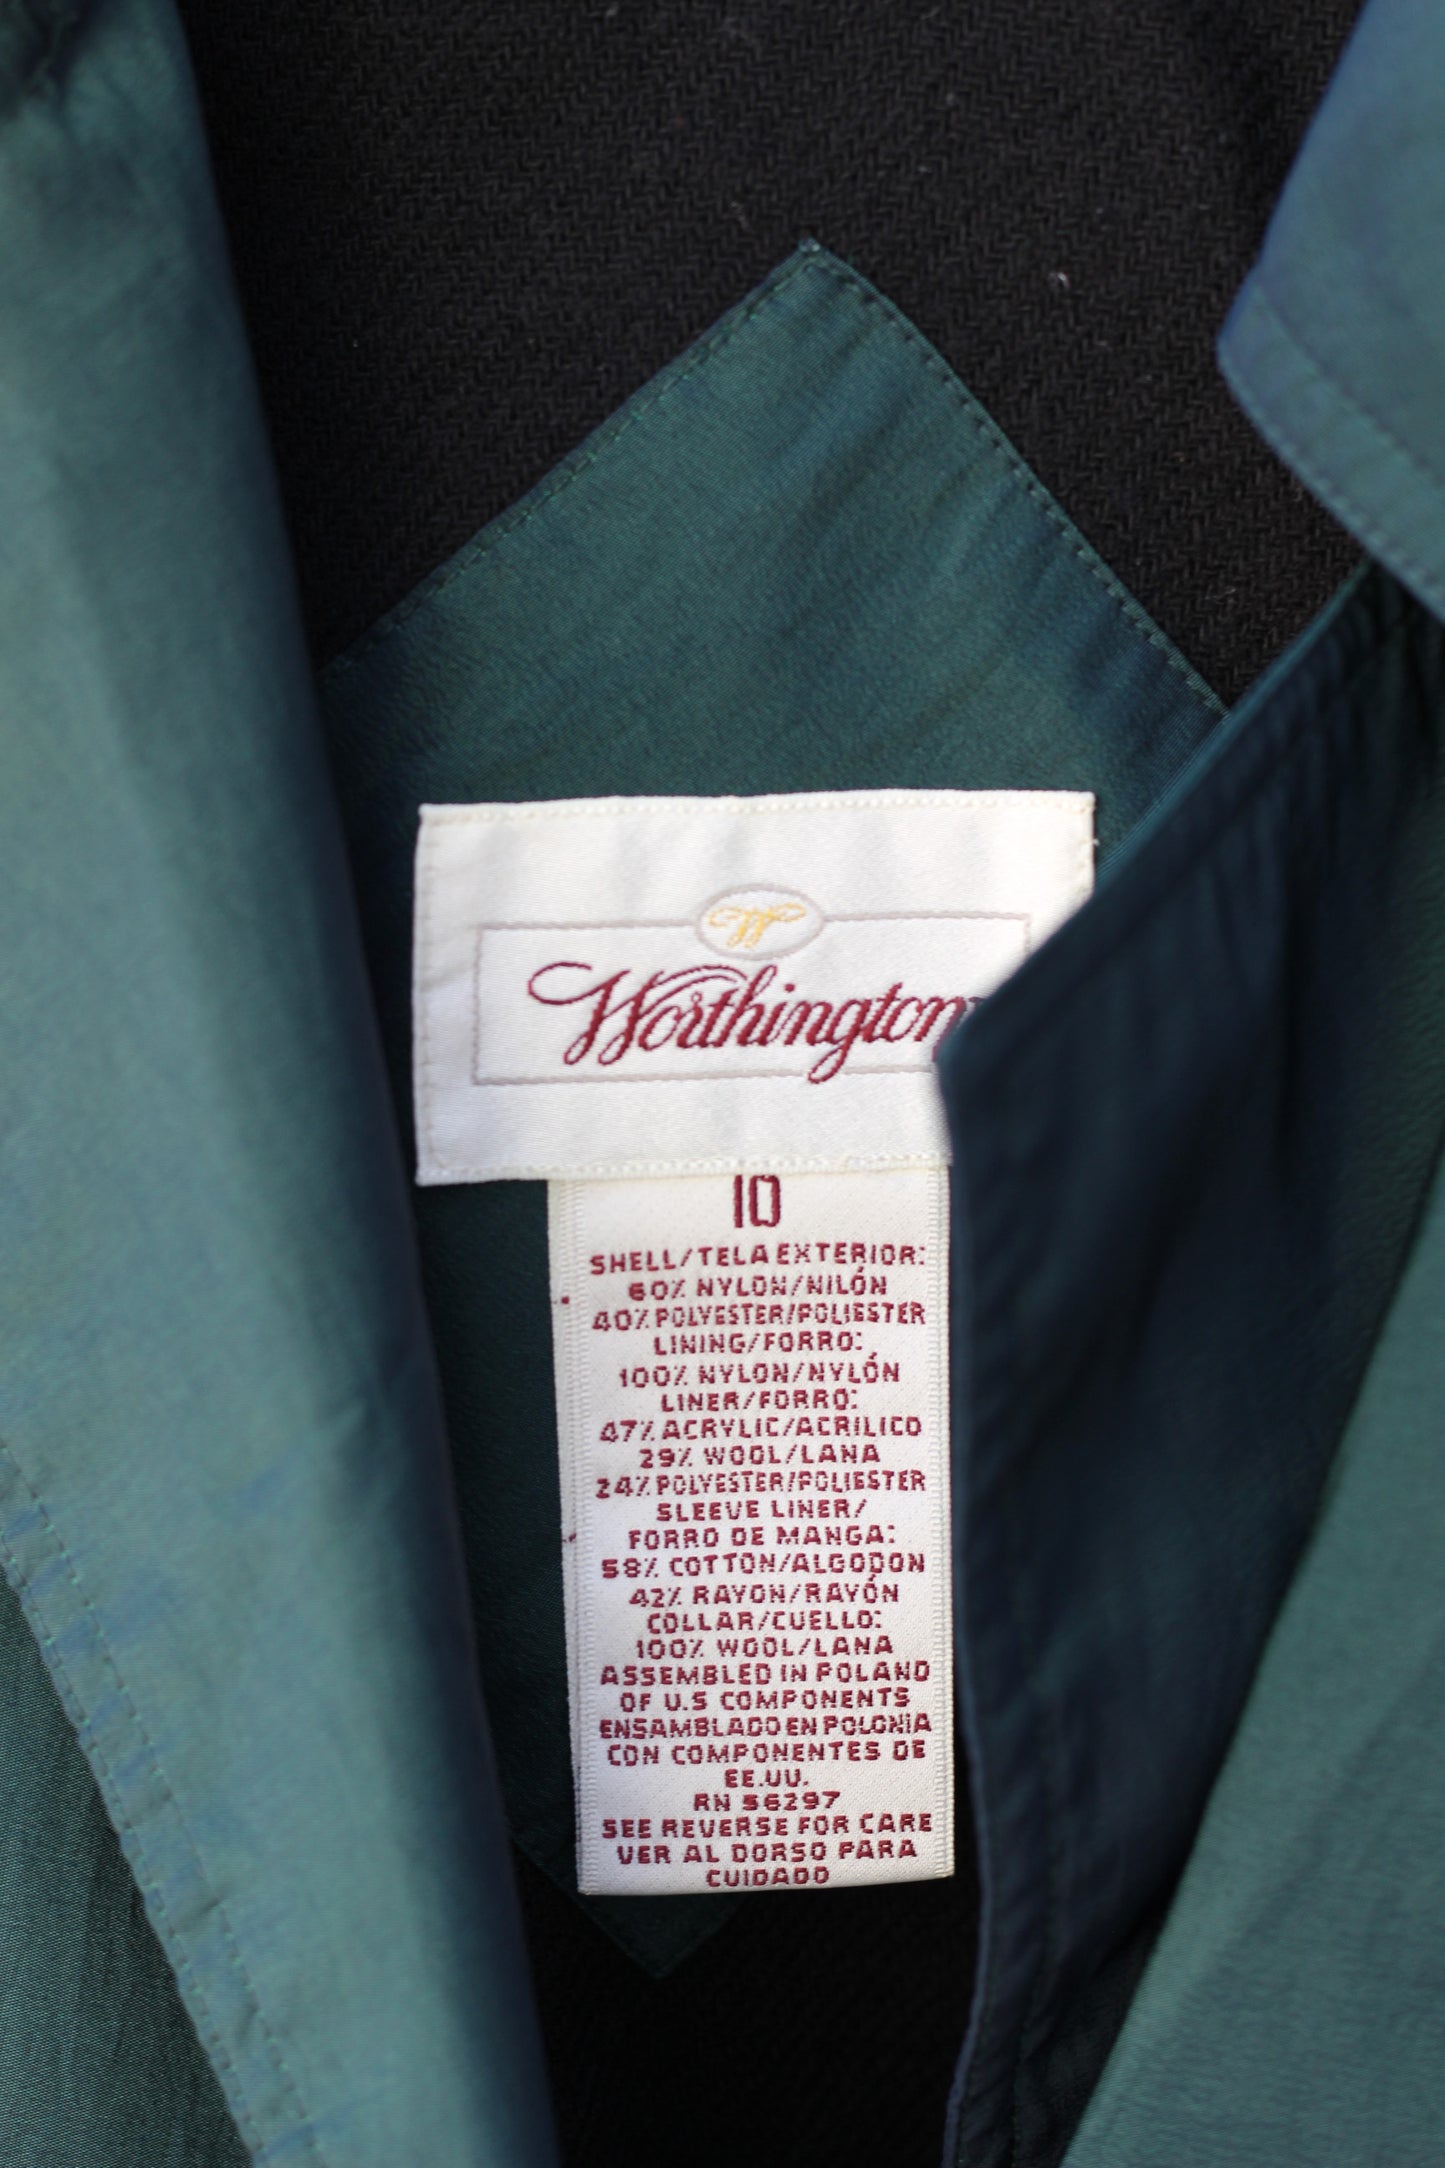 W
Worthington
10
SHELL/TELA EXTERIOR:
60% NYLON/NILÓN
40% POLYESTER/POLIESTER
LINING/FORRO:
100% NYLON/NYLÓN
LINER/FORRO:
47% ACRYLIC/ACRILICO
29% WOOL/LANA
24% POLYESTER/POLIESTER
SLEEVE LINER/
FORRO DE MANGA:
58% COTTON/ALGODON
42% RAYON/RAYÓN
COLLAR/CUELLO:
100% WOOL/LANA
ASSEMBLED IN POLAND
OF U.S COMPONENTS
ENSAMBLADO EN POLONIA
CON COMPONENTES DE
EE.UU.
RN 56297
SEE REVERSE FOR CARE
VER AL DORSO PARA
CUIDADO